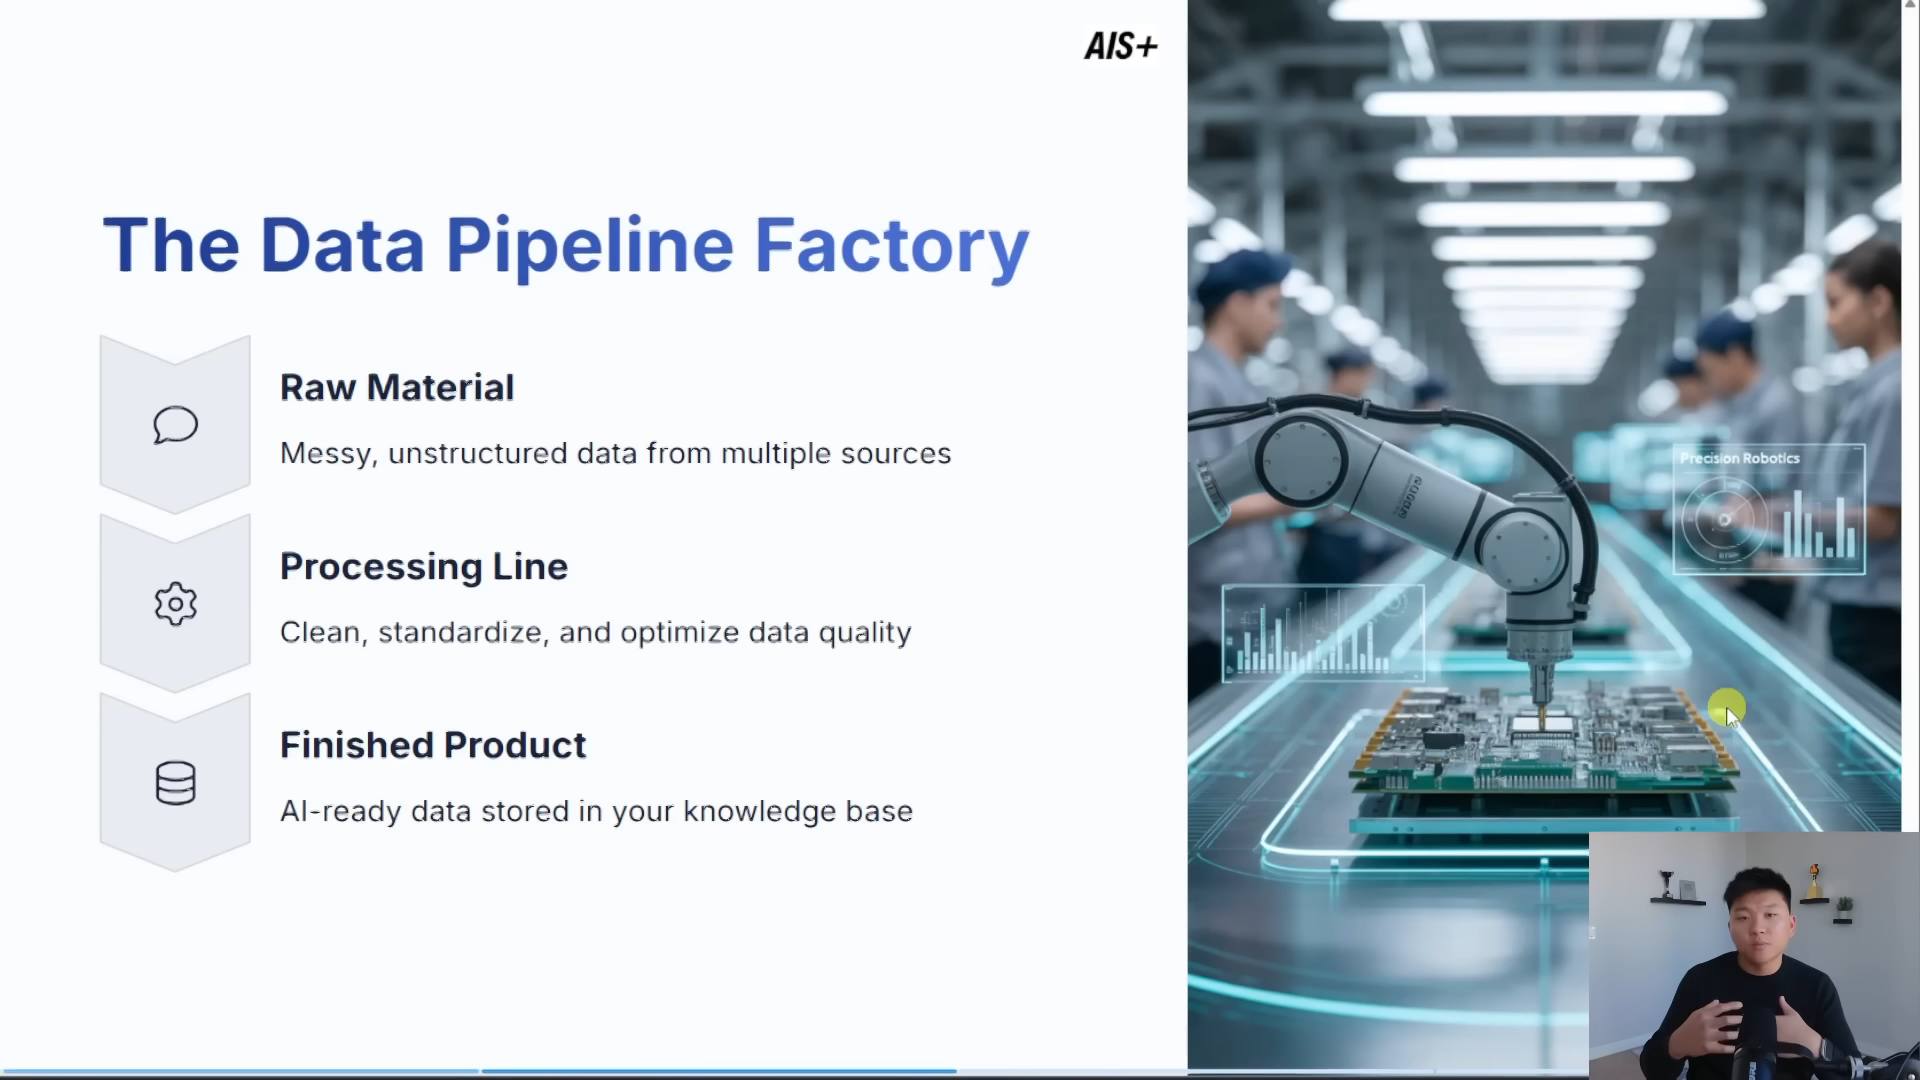 AIS+
The Data Pipeline Factory
Raw Material
Messy, unstructured data from multiple sources
Processing Line
Clean, standardize, and optimize data quality
Finished Product
AI-ready data stored in your knowledge base
Precision Robotics